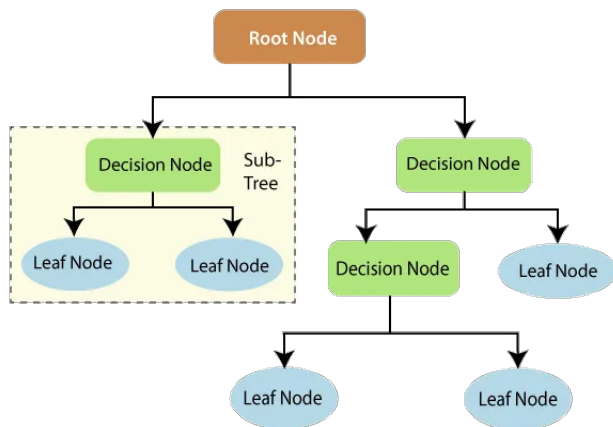 Root Node
Decision Node
Sub-
Tree
Decision Node
Leaf Node
Leaf Node
Decision Node
Leaf Node
Leaf Node
Leaf Node